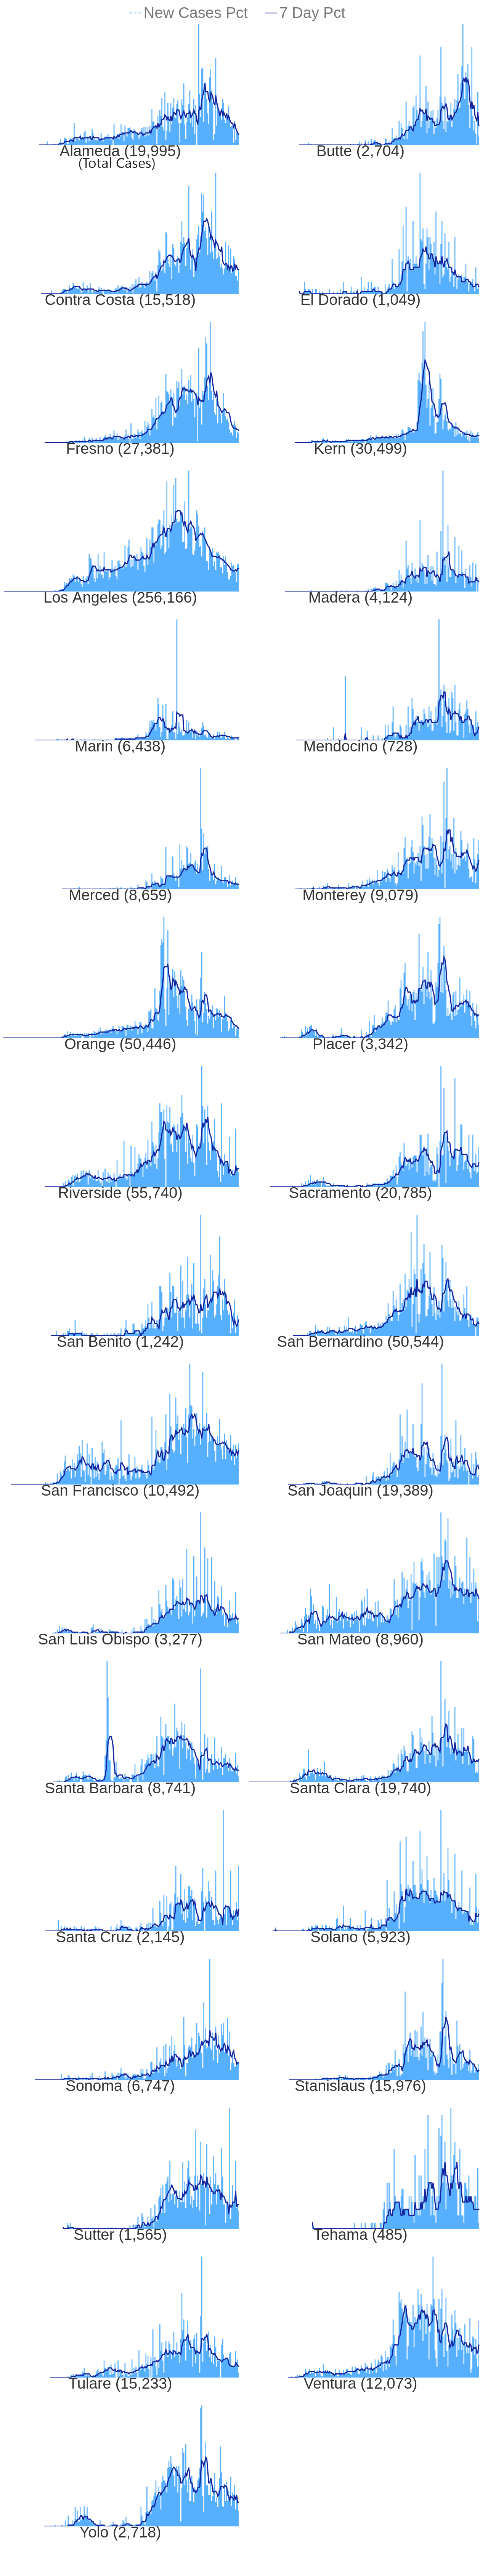 New Cases Pct 7 Day Pct
Alameda (19,995) Butte (2,704)
(Total Cases)
Contra Costa (15,518) El Dorado (1,049)
Fresno (27,381) Kern (30,499)
Los Angeles (256,166) Madera (4,124)
Marin (6,438) Mendocino (728)
Merced (8,659) Monterey (9,079)
Orange (50,446) Placer (3,342)
Riverside (55,740) Sacramento (20,785)
San Benito (1,242) San Bernardino (50,544)
San Francisco (10,492) San Joaquin (19,389)
San Luis Obispo (3,277) San Mateo (8,960)
Santa Barbara (8,741) Santa Clara (19,740)
Santa Cruz (2,145) Solano (5,923)
Sonoma (6,747) Stanislaus (15,976)
Sutter (1,565) Tehama (485)
Tulare (15,233) Ventura (12,073)
Yolo (2,718)